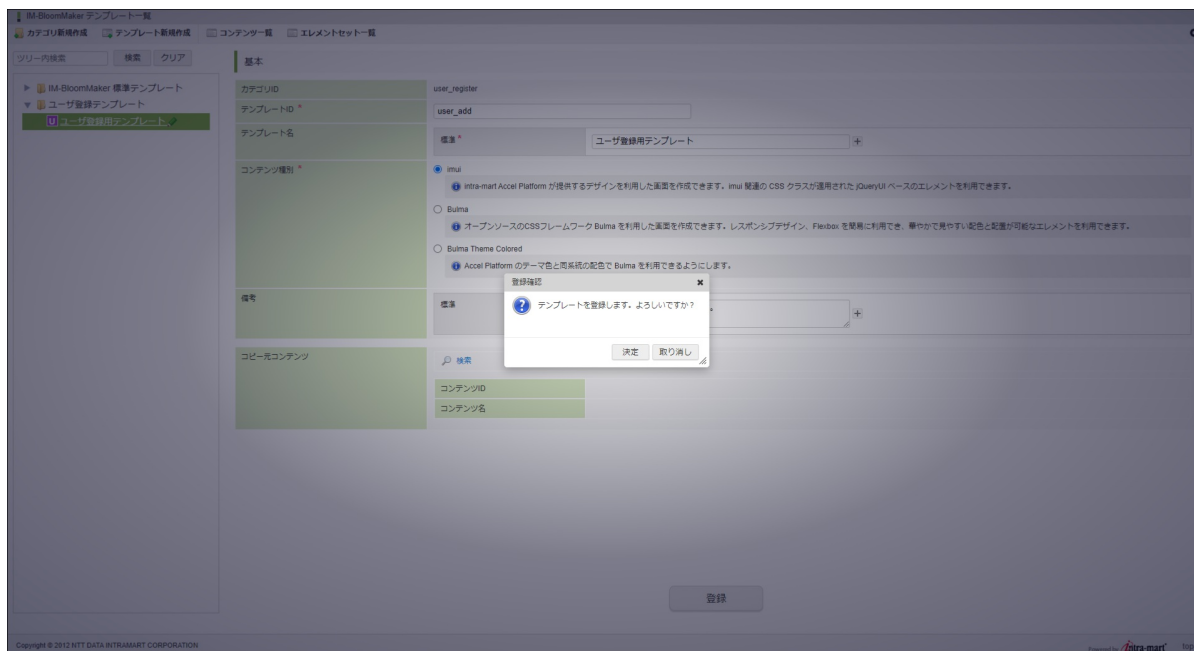 IM-BloomMaker テンプレート一覧
カテゴリ新規作成 テンプレート新規作成 コンテンツ一覧 エレメントセット一覧
ツリー内検索 検索 クリア
IM-BloomMaker 標準テンプレート
ユーザ登録テンプレート
ユーザ登録用テンプレート
基本
カテゴリID user_register
テンプレートID * user_add
テンプレート名 標準 * ユーザ登録用テンプレート
コンテンツ種別 * imui
intra-mart Accel Platform が提供するデザインを利用した画面を作成できます。imui 関連の CSS クラスが適用された jQueryUI ベースのエレメントを利用できます。
Bulma
オープンソースのCSSフレームワーク Bulma を利用した画面を作成できます。レスポンシブデザイン、Flexbox を簡易に利用でき、華やかで見やすい配色と配置が可能なエレメントを利用できます。
Bulma Theme Colored
Accel Platform のテーマ色と同系統の配色で Bulma を利用できるようにします。
登録確認
テンプレートを登録します。よろしいですか？
決定 取り消し
備考 標準
コピー元コンテンツ 検索
コンテンツID
コンテンツ名
登録
Copyright © 2012 NTT DATA INTRAMART CORPORATION
Powered by intra-mart top